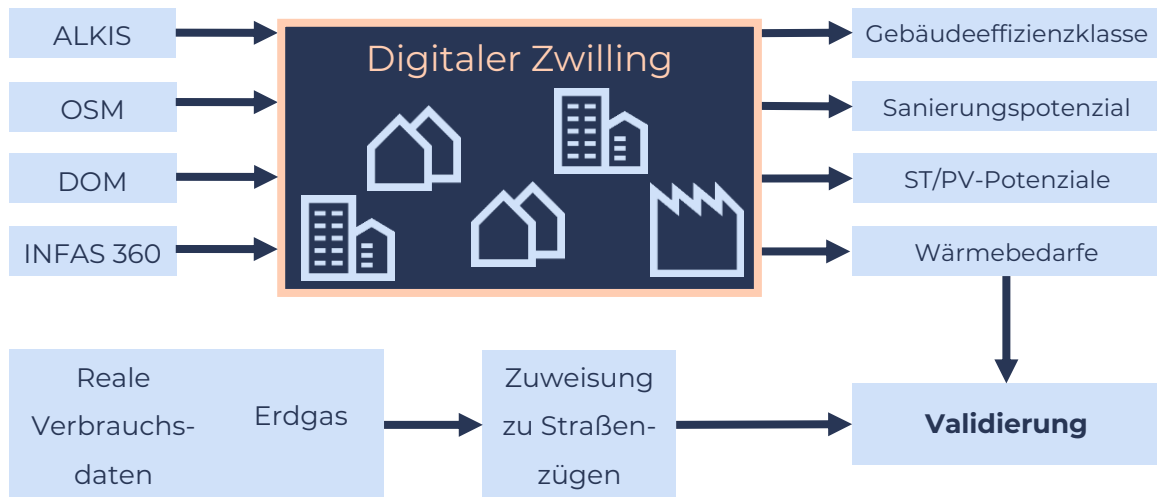 ALKIS
OSM
DOM
INFAS 360
Digitaler Zwilling
Gebäudeeffizienzklasse
Sanierungspotenzial
ST/PV-Potenziale
Wärmebedarfe
Reale
Verbrauchs-
daten
Erdgas
Zuweisung
zu Straßen-
zügen
Validierung